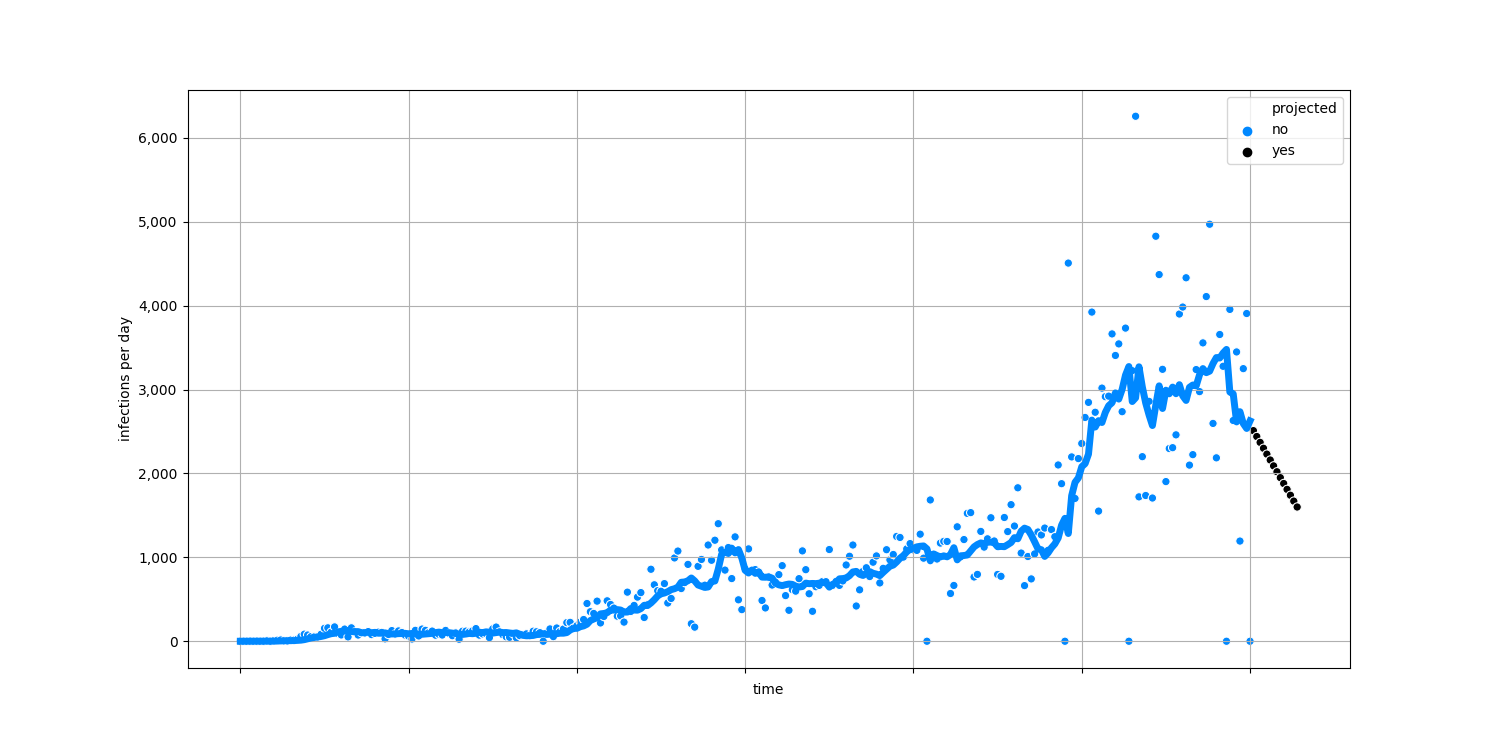 projected
no
yes
6,000
5,000
4,000
3,000
2,000
1,000
0
infections per day
time